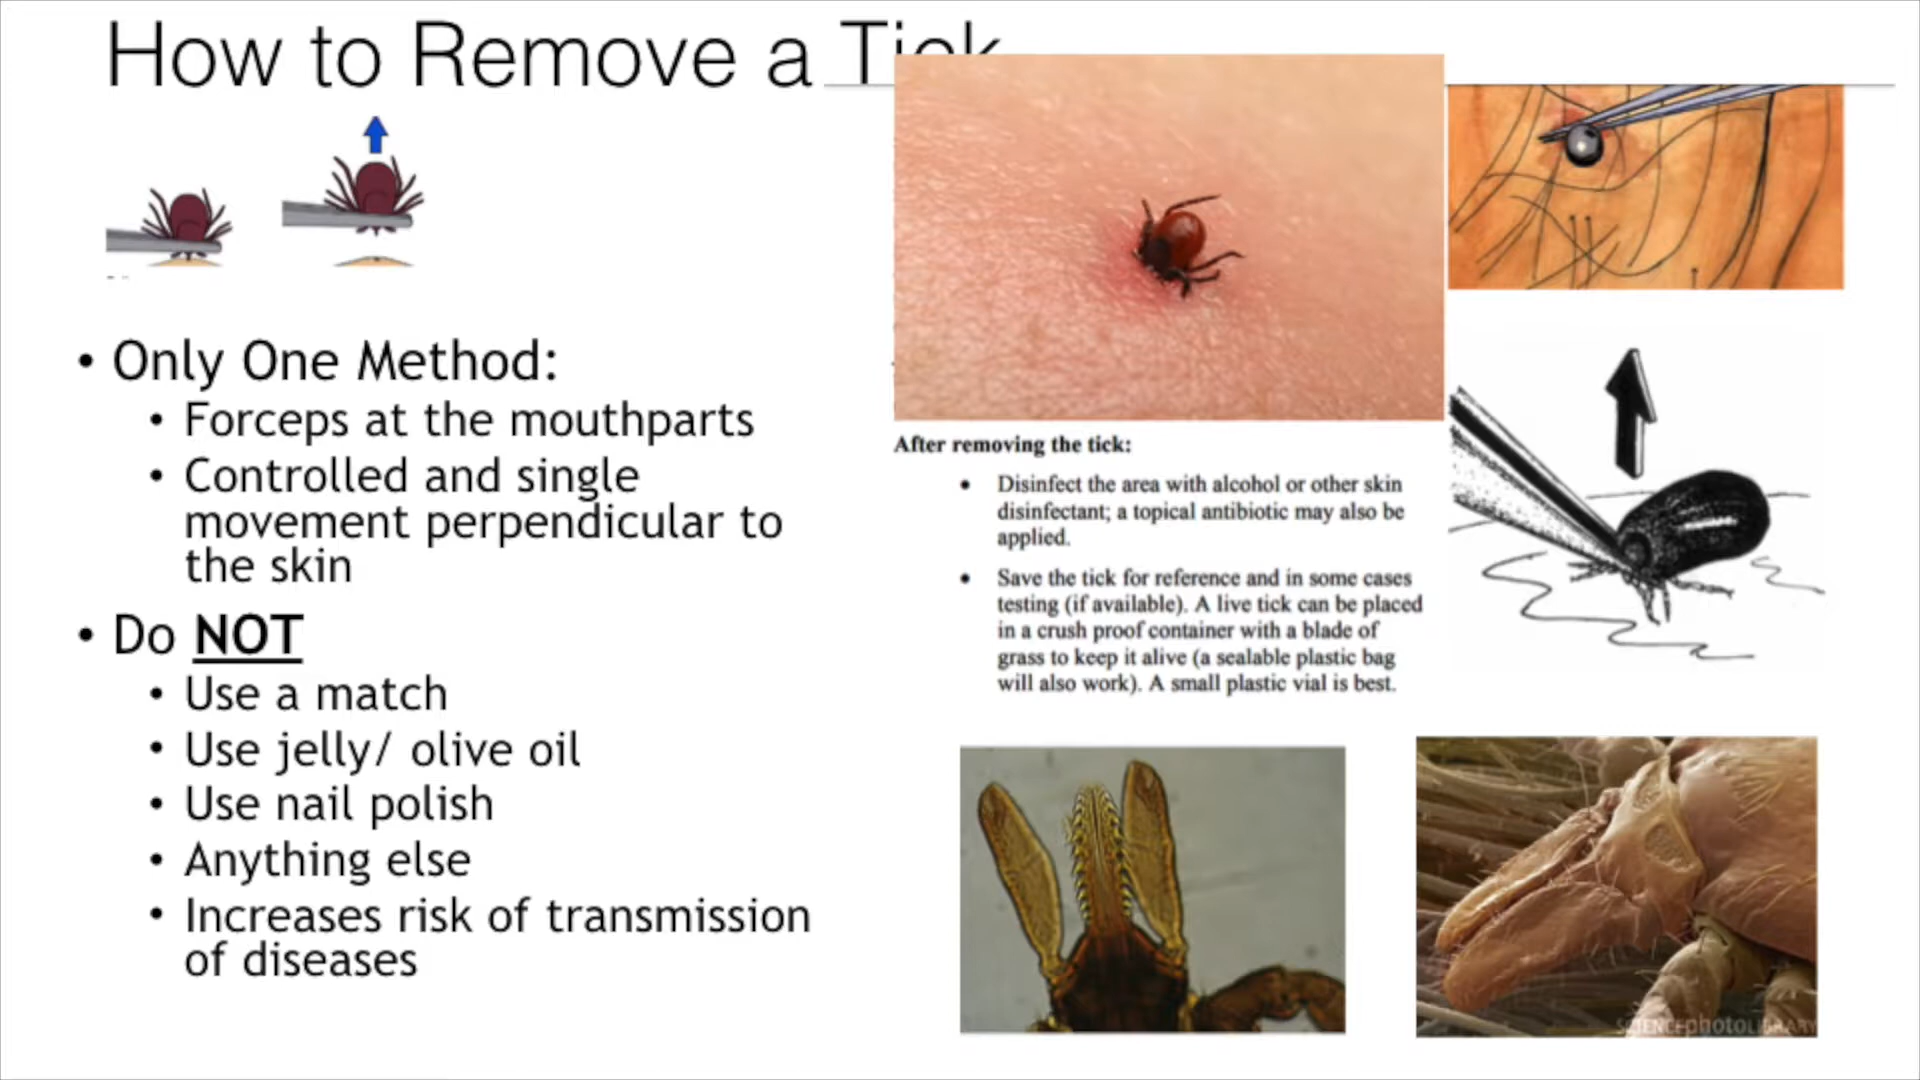 How to Remove a Tick
• Only One Method:
• Forceps at the mouthparts
• Controlled and single
movement perpendicular to
the skin
• Do NOT
• Use a match
• Use jelly/ olive oil
• Use nail polish
• Anything else
• Increases risk of transmission
of diseases
After removing the tick:
• Disinfect the area with alcohol or other skin
disinfectant; a topical antibiotic may also be
applied.
• Save the tick for reference and in some cases
testing (if available). A live tick can be placed
in a crush proof container with a blade of
grass to keep it alive (a sealable plastic bag
will also work). A small plastic vial is best.
SCIENCEphotoLIBRARY